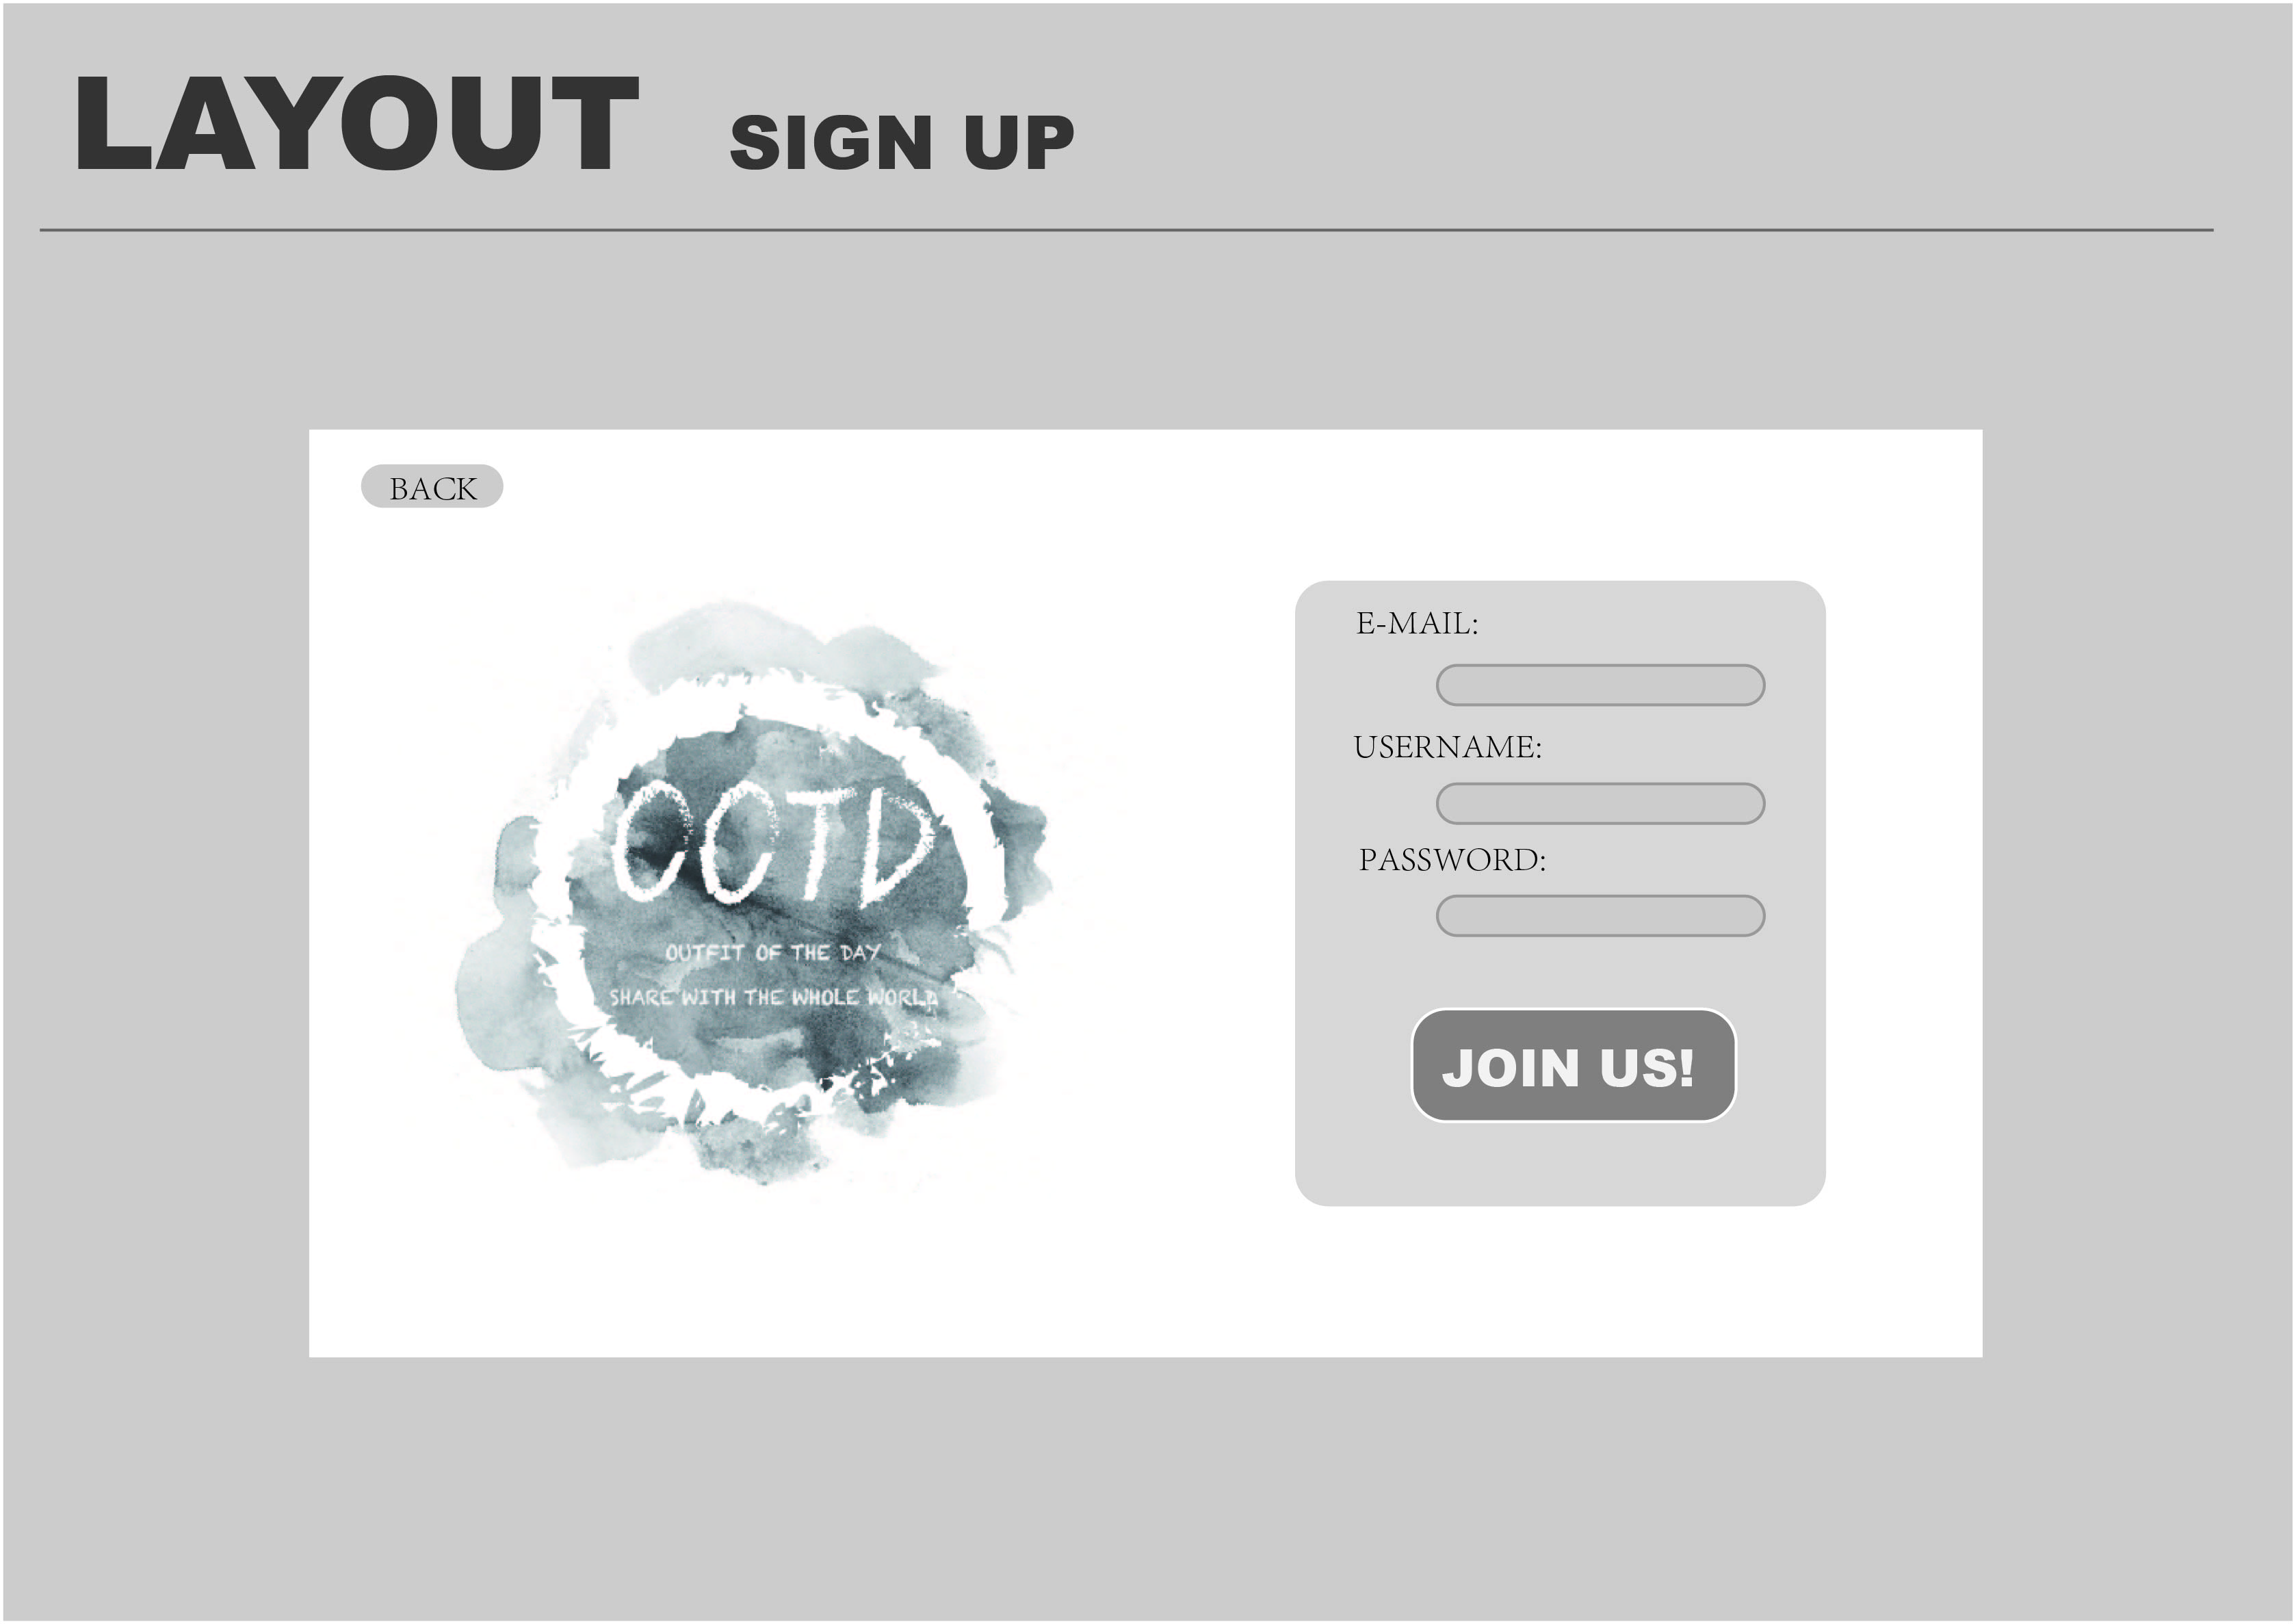 LAYOUT SIGN UP
BACK
E-MAIL:
USERNAME:
PASSWORD:
JOIN US!
OOTD
OUTFIT OF THE DAY
SHARE WITH THE WHOLE WORLD